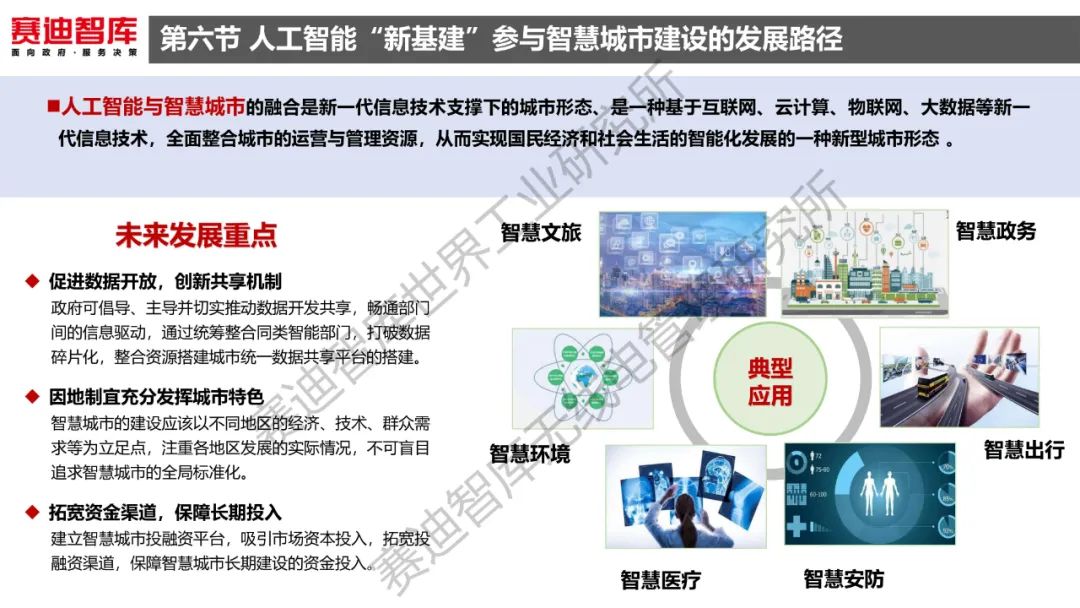 赛迪智库
面向政府·服务决策
第六节 人工智能“新基建”参与智慧城市建设的发展路径
■人工智能与智慧城市的融合是新一代信息技术支撑下的城市形态、是一种基于互联网、云计算、物联网、大数据等新一
代信息技术，全面整合城市的运营与管理资源，从而实现国民经济和社会生活的智能化发展的一种新型城市形态 。
未来发展重点
◆ 促进数据开放，创新共享机制
政府可倡导、主导并切实推动数据开发共享，畅通部门
间的信息驱动，通过统筹整合同类智能部门，打破数据
碎片化，整合资源搭建城市统一数据共享平台的搭建。
◆ 因地制宜充分发挥城市特色
智慧城市的建设应该以不同地区的经济、技术、群众需
求等为立足点，注重各地区发展的实际情况，不可盲目
追求智慧城市的全局标准化。
◆ 拓宽资金渠道，保障长期投入
建立智慧城市投融资平台，吸引市场资本投入，拓宽投
融资渠道，保障智慧城市长期建设的资金投入。
智慧文旅
智慧政务
典型
应用
智慧环境
智慧出行
72
75-60
60-100
70%
85%
92%
智慧医疗
智慧安防
赛迪智库世界工业研究所
赛迪智库无线电管理研究所